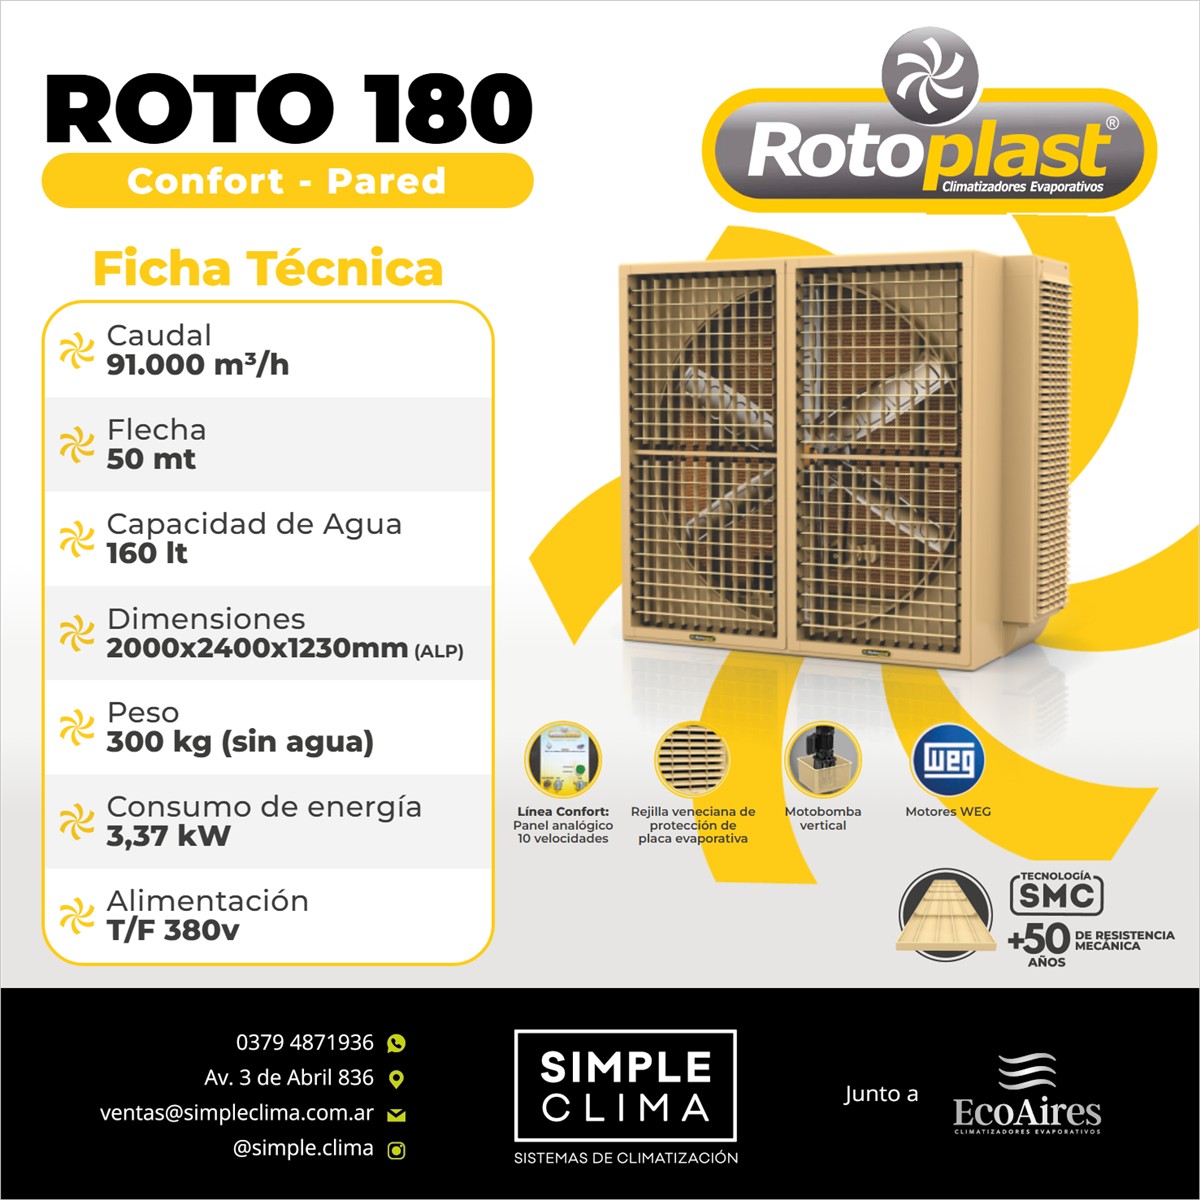 ROTO 180
Confort - Pared
Rotoplast®
Climatizadores Evaporativos
Ficha Técnica
Caudal
91.000 m³/h
Flecha
50 mt
Capacidad de Agua
160 lt
Dimensiones
2000x2400x1230mm (ALP)
Peso
300 kg (sin agua)
Consumo de energía
3,37 kW
Alimentación
T/F 380v
Línea Confort:
Panel analógico
10 velocidades
Rejilla veneciana de
protección de
placa evaporativa
Motobomba
vertical
weg
Motores WEG
TECNOLOGÍA
SMC
+50
AÑOS
DE RESISTENCIA
MECÁNICA
0379 4871936
Av. 3 de Abril 836
ventas@simpleclima.com.ar
@simple.clima
SIMPLE
CLIMA
SISTEMAS DE CLIMATIZACIÓN
Junto a
EcoAires
CLIMATIZADORES EVAPORATIVOS